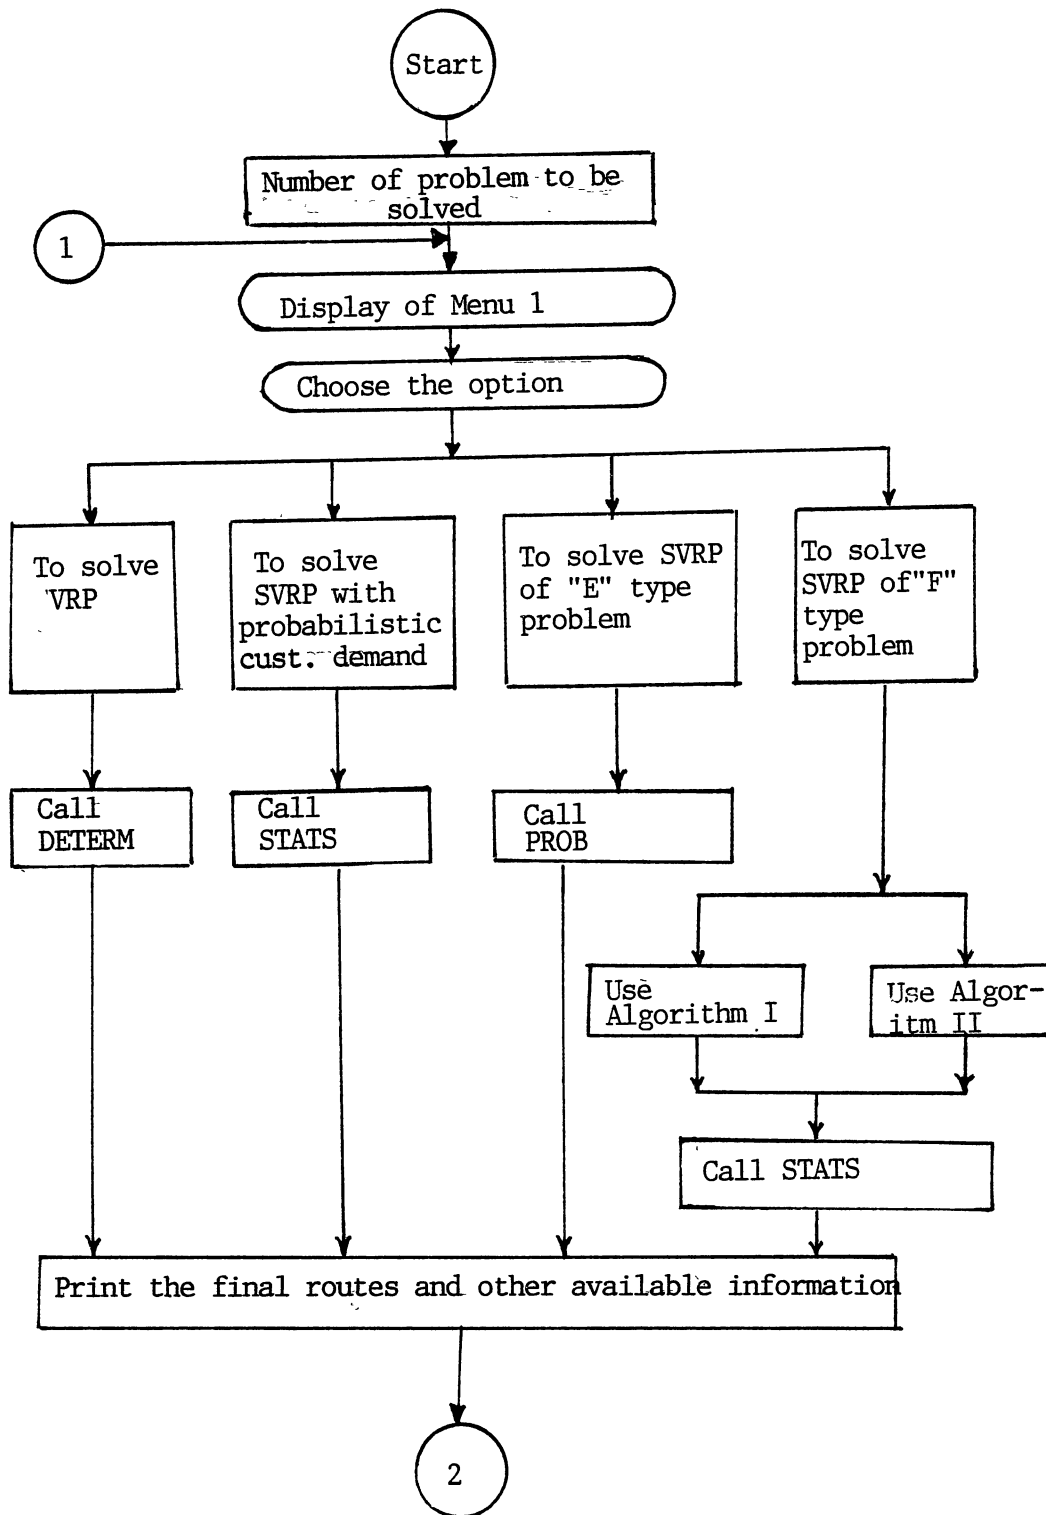 Start
Number of problem to be
solved
1
Display of Menu 1
Choose the option
To solve
VRP
To solve
SVRP with
probabilistic
cust. demand
To solve SVRP
of "E" type
problem
To solve
SVRP of"F"
type
problem
Call
DETERM
Call
STATS
Call
PROB
Use
Algorithm I
Use Algor-
itm II
Call STATS
Print the final routes and other available information
2